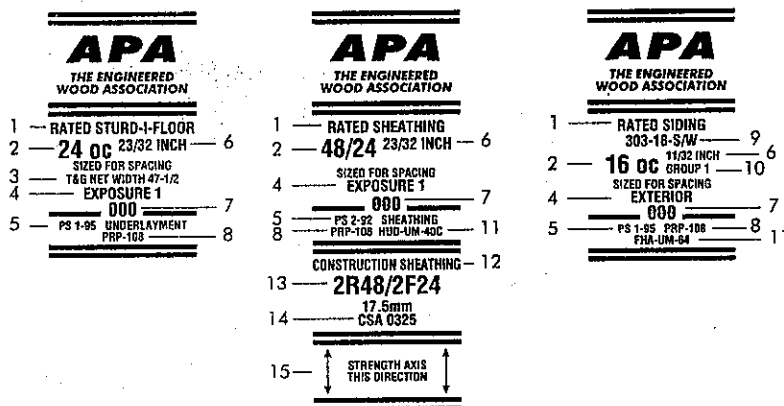 APA
THE ENGINEERED
WOOD ASSOCIATION
1 RATED STURD-I-FLOOR
2 24 OC 23/32 INCH 6
SIZED FOR SPACING
3 T&G NET WIDTH 47-1/2
4 EXPOSURE 1
000 7
5 PS 1-95 UNDERLAYMENT
PRP-108 8
APA
THE ENGINEERED
WOOD ASSOCIATION
1 RATED SHEATHING
2 48/24 23/32 INCH 6
SIZED FOR SPACING
4 EXPOSURE 1
000 7
5 PS 2-92 SHEATHING
8 PRP-108 HUD-UM-40C 11
CONSTRUCTION SHEATHING 12
13 2R48/2F24
17.5mm
14 CSA 0325
15 STRENGTH AXIS
THIS DIRECTION
APA
THE ENGINEERED
WOOD ASSOCIATION
1 RATED SIDING
303-18-S/W 9
11/32 INCH 6
2 16 OC GROUP 1 10
SIZED FOR SPACING
4 EXTERIOR
000 7
5 PS 1-95 PRP-108 8
FHA-UM-64 1